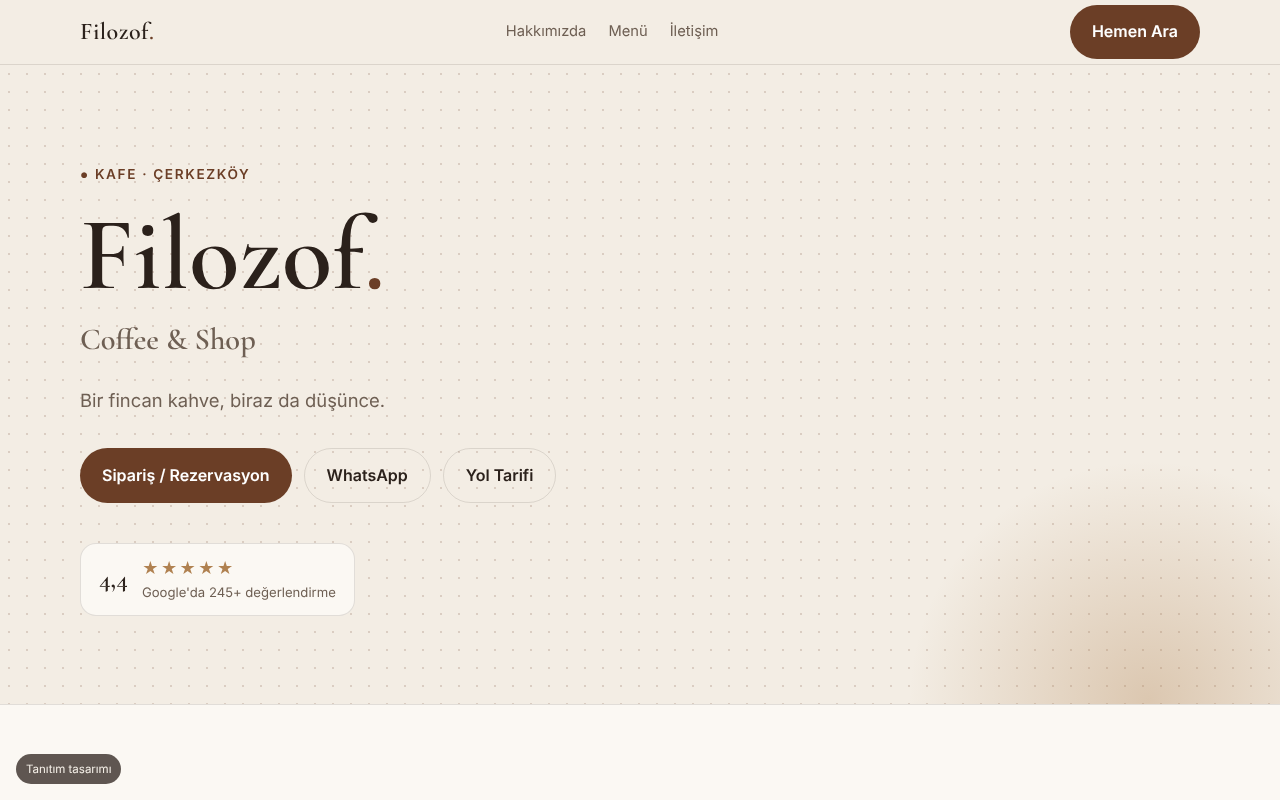 Filozof.
Hakkımızda
Menü
İletişim
Hemen Ara
● KAFE · ÇERKEZKÖY
Filozof.
Coffee & Shop
Bir fincan kahve, biraz da düşünce.
Sipariş / Rezervasyon
WhatsApp
Yol Tarifi
4,4
★★★★★
Google'da 245+ değerlendirme
Tanıtım tasarımı